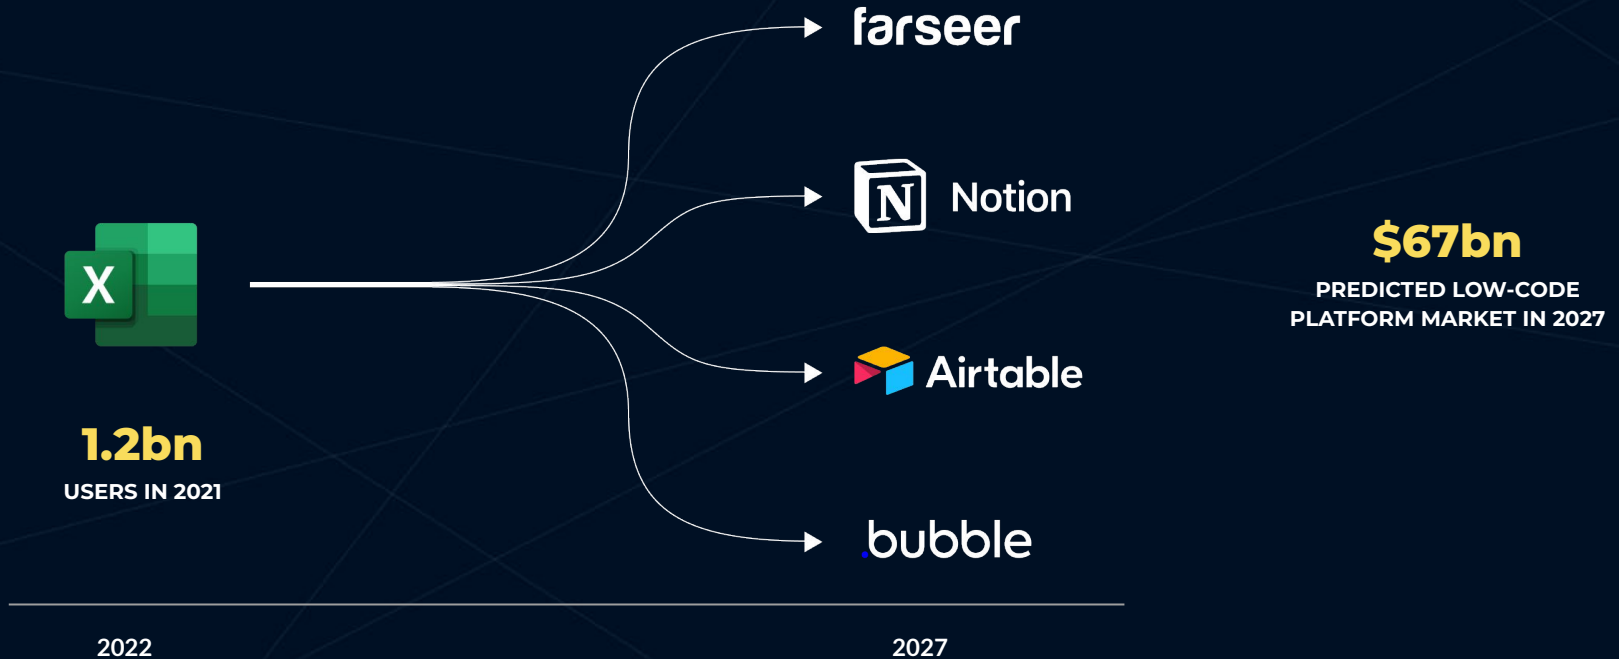 farseer
N Notion
X
$67bn
PREDICTED LOW-CODE
PLATFORM MARKET IN 2027
Airtable
1.2bn
USERS IN 2021
.bubble
2022
2027